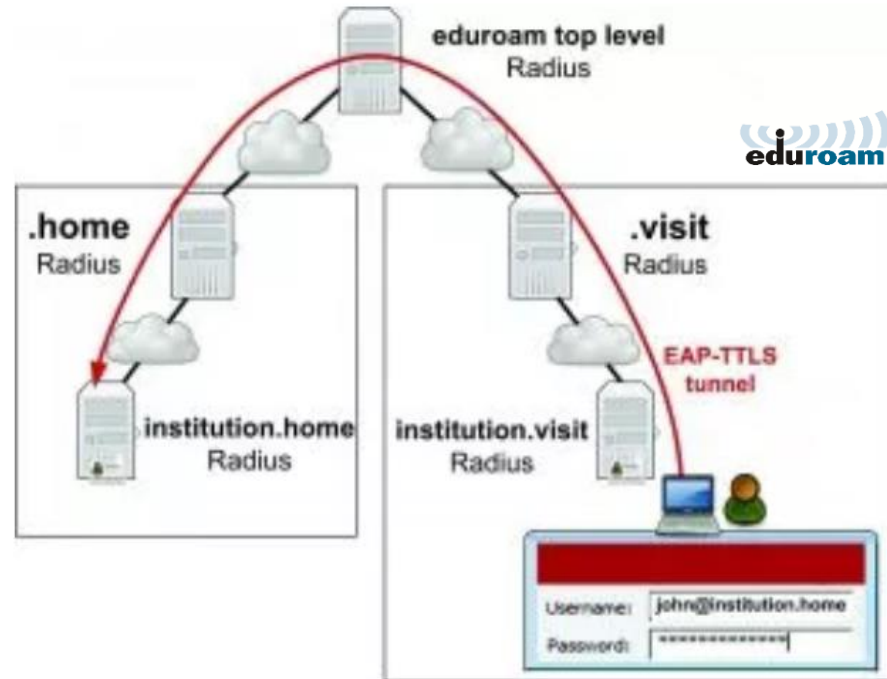 eduroam top level
Radius
eduroam
.home
Radius
.visit
Radius
EAP-TTLS
tunnel
institution.home
Radius
institution.visit
Radius
Username: john@institution.home
Password: *************